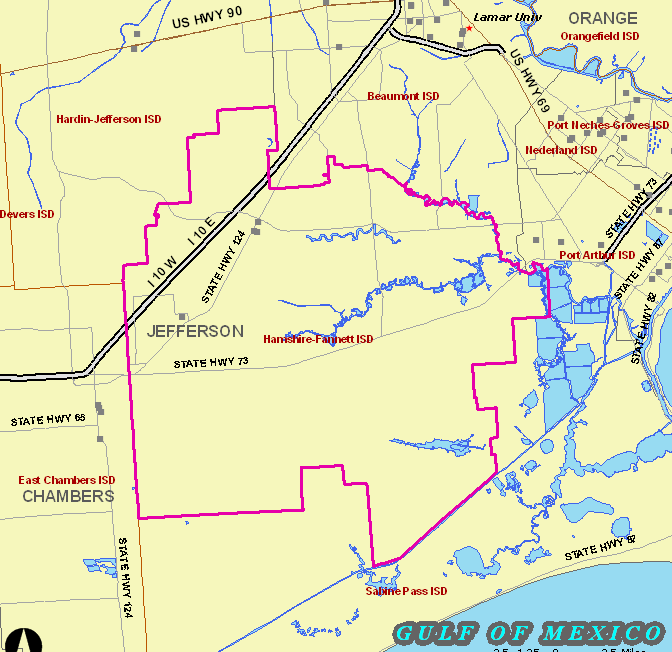 US HWY 90
Lamar Univ
ORANGE
Orangefield ISD
US HWY 69
Beaumont ISD
Hardin-Jefferson ISD
Port Neches-Groves ISD
Nederland ISD
STATE HWY 73
Devers ISD
I 10 W
I 10 E
STATE HWY 124
Port Arthur ISD
STATE HWY 87
STATE HWY 82
JEFFERSON
Hamshire-Fannett ISD
STATE HWY 73
STATE HWY 65
East Chambers ISD
CHAMBERS
STATE HWY 124
STATE HWY 82
Sabine Pass ISD
GULF OF MEXICO